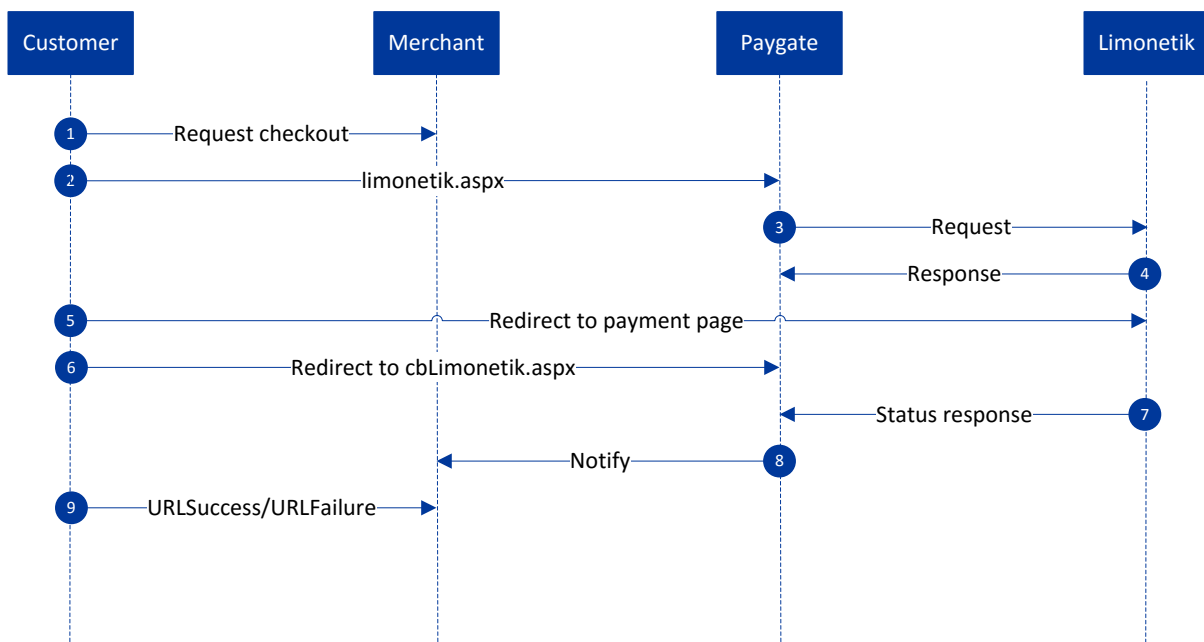 Customer
Merchant
Paygate
Limonetik
1 Request checkout
2 limonetik.aspx
3 Request
Response 4
5 Redirect to payment page
6 Redirect to cbLimonetik.aspx
Status response 7
Notify 8
9 URLSuccess/URLFailure